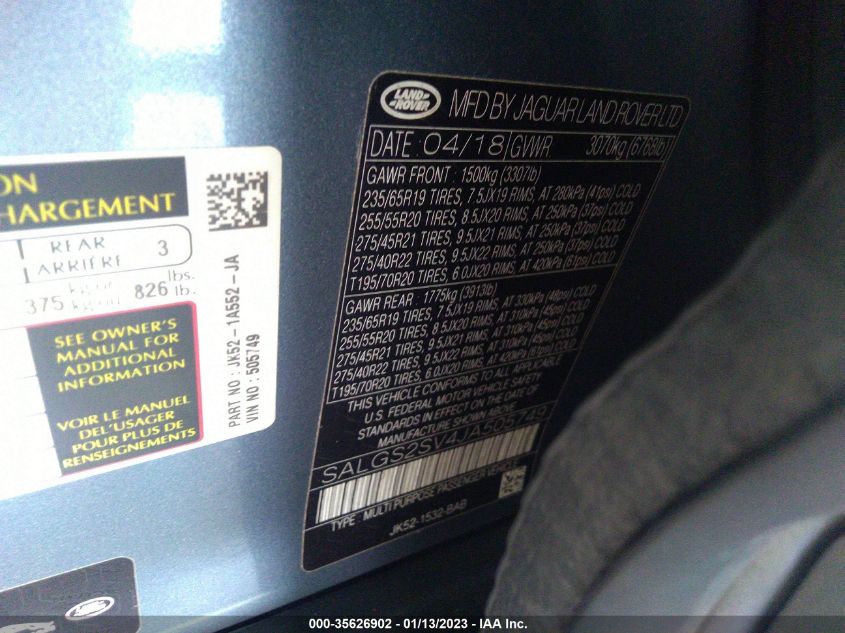 ON
HARGEMENT
REAR
ARRIÈRE
3
375 kg or 826 lbs.
kg ou lb.
SEE OWNER'S
MANUAL FOR
ADDITIONAL
INFORMATION
VOIR LE MANUEL
DEL'USAGER
POUR PLUS DE
RENSEIGNEMENTS
PART NO : JK52-1A552-JA
VIN NO : 505749
LAND
ROVER
MFD BY JAGUAR LAND ROVER LTD
DATE : 04/18 GVWR 3070kg (6768lb)
GAWR FRONT : 1500kg (3307lb)
235/65R19 TIRES, 7.5JX19 RIMS, AT 280kPa (41psi) COLD
255/55R20 TIRES, 8.5JX20 RIMS, AT 250kPa (37psi) COLD
275/45R21 TIRES, 9.5JX21 RIMS, AT 250kPa (37psi) COLD
275/40R22 TIRES, 9.5JX22 RIMS, AT 250kPa (37psi) COLD
T195/70R20 TIRES, 6.0JX20 RIMS, AT 420kPa (61psi) COLD
GAWR REAR : 1775kg (3913lb)
235/65R19 TIRES, 7.5JX19 RIMS, AT 330kPa (48psi) COLD
255/55R20 TIRES, 8.5JX20 RIMS, AT 310kPa (45psi) COLD
275/45R21 TIRES, 9.5JX21 RIMS, AT 310kPa (45psi) COLD
275/40R22 TIRES, 9.5JX22 RIMS, AT 310kPa (45psi) COLD
T195/70R20 TIRES, 6.0JX20 RIMS, AT 420kPa (61psi) COLD
THIS VEHICLE CONFORMS TO ALL APPLICABLE
U.S. FEDERAL MOTOR VEHICLE SAFETY
STANDARDS IN EFFECT ON THE DATE OF
MANUFACTURE SHOWN ABOVE.
SALGS2SV4JA505749
TYPE : MULTI PURPOSE PASSENGER VEHICLE
JK52-1532-BAB
000-35626902 - 01/13/2023 - IAA Inc.